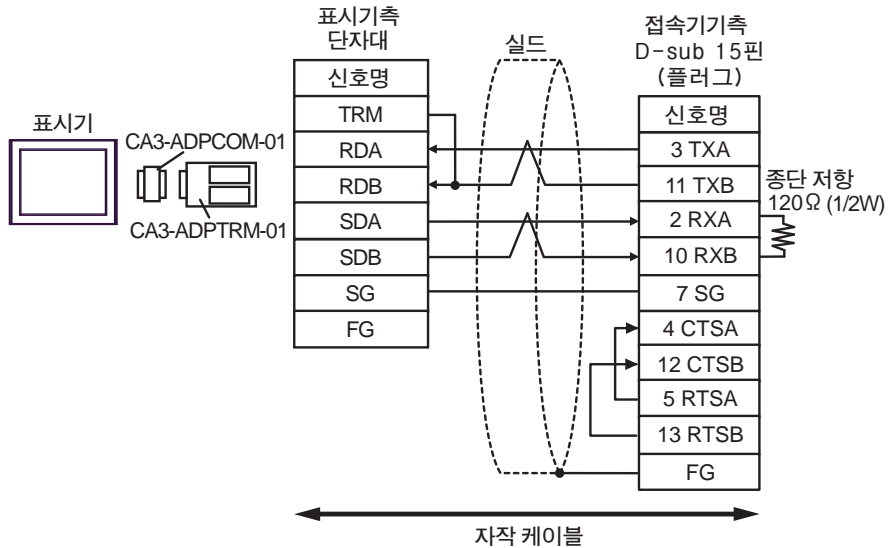 표시기
CA3-ADPCOM-01
CA3-ADPTRM-01
표시기측
단자대
신호명
TRM
RDA
RDB
SDA
SDB
SG
FG
실드
접속기기측
D-sub 15핀
(플러그)
신호명
3 TXA
11 TXB
2 RXA
10 RXB
7 SG
4 CTSA
12 CTSB
5 RTSA
13 RTSB
FG
종단 저항
120Ω (1/2W)
자작 케이블